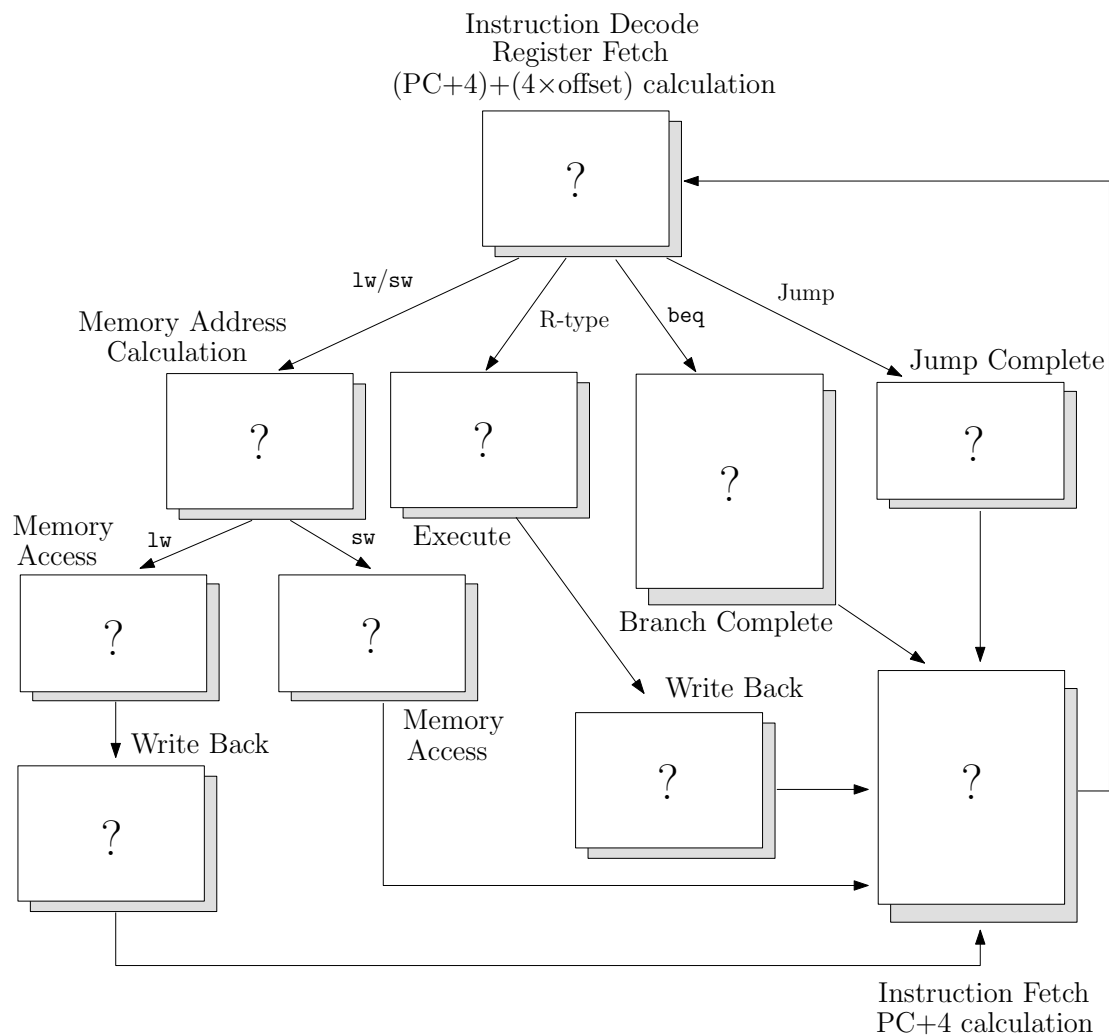 Instruction Decode
Register Fetch
(PC+4)+(4×offset) calculation
?
lw/sw
R-type
beq
Jump
Memory Address
Calculation
Jump Complete
?
?
?
?
Memory
Access
lw
sw
Execute
?
?
Branch Complete
Write Back
Memory
Access
Write Back
?
?
?
Instruction Fetch
PC+4 calculation